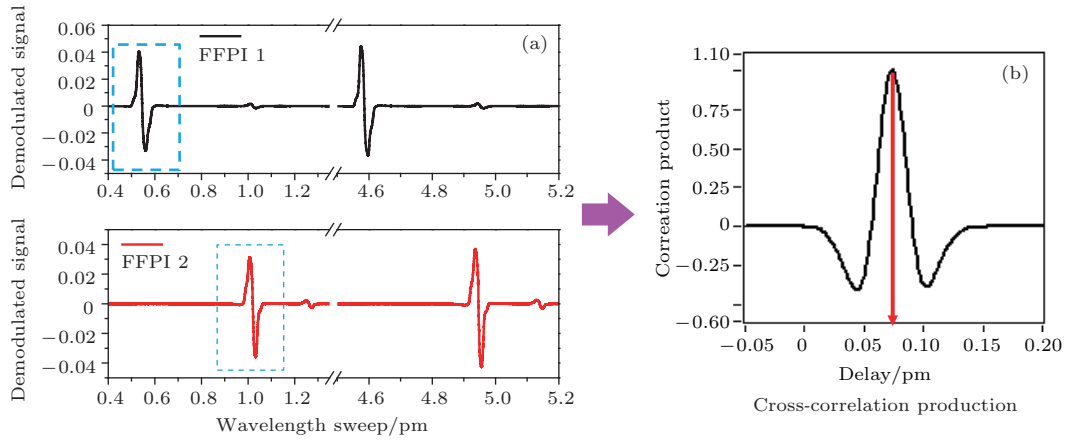 Demodulated signal
0.06
0.04
0.02
0
−0.02
−0.04
FFPI 1
(a)
0.4 0.6 0.8 1.0 1.2 4.6 4.8 5.0 5.2
Demodulated signal
0.04
0.02
0
−0.02
−0.04
FFPI 2
0.4 0.6 0.8 1.0 1.2 4.6 4.8 5.0 5.2
Wavelength sweep/pm
Correation product
1.10
0.75
0.50
0.25
0
−0.25
−0.60
(b)
−0.05 0 0.05 0.10 0.15 0.20
Delay/pm
Cross-correlation production